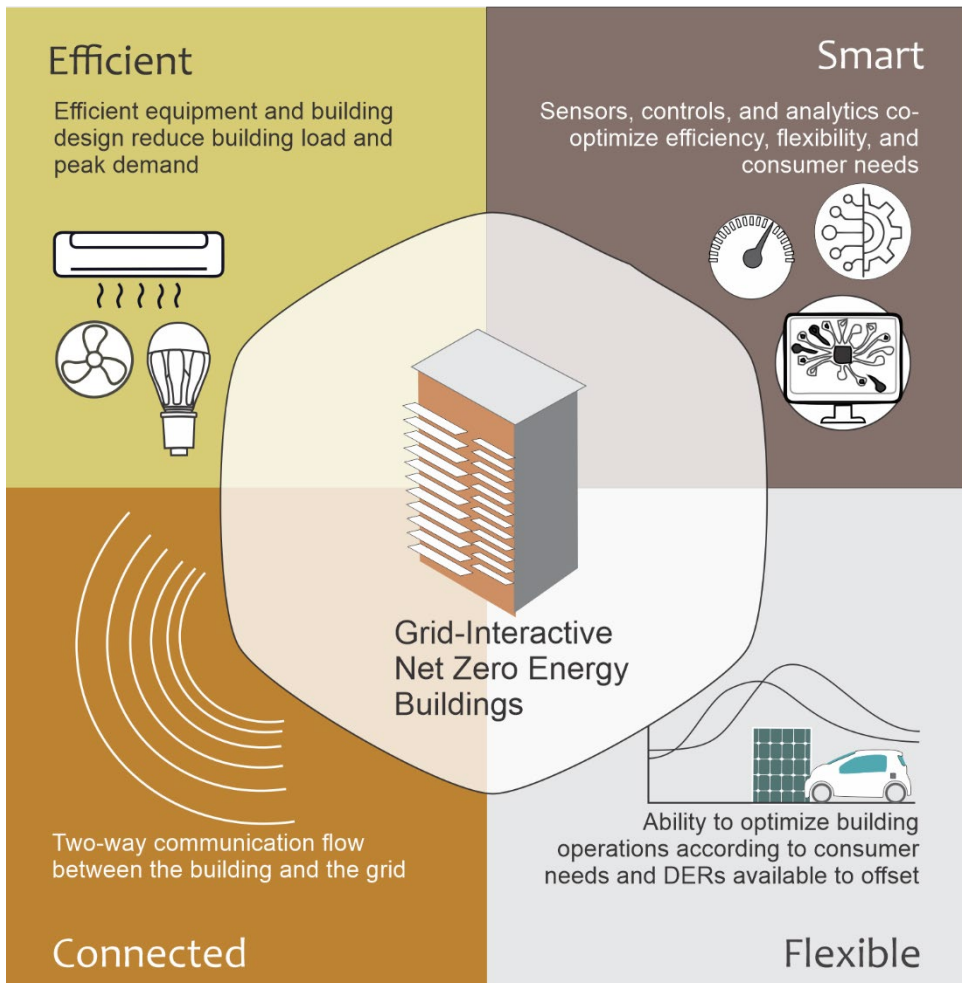 Efficient
Efficient equipment and building
design reduce building load and
peak demand
Smart
Sensors, controls, and analytics co-
optimize efficiency, flexibility, and
consumer needs
Grid-Interactive
Net Zero Energy
Buildings
Two-way communication flow
between the building and the grid
Connected
Ability to optimize building
operations according to consumer
needs and DERs available to offset
Flexible